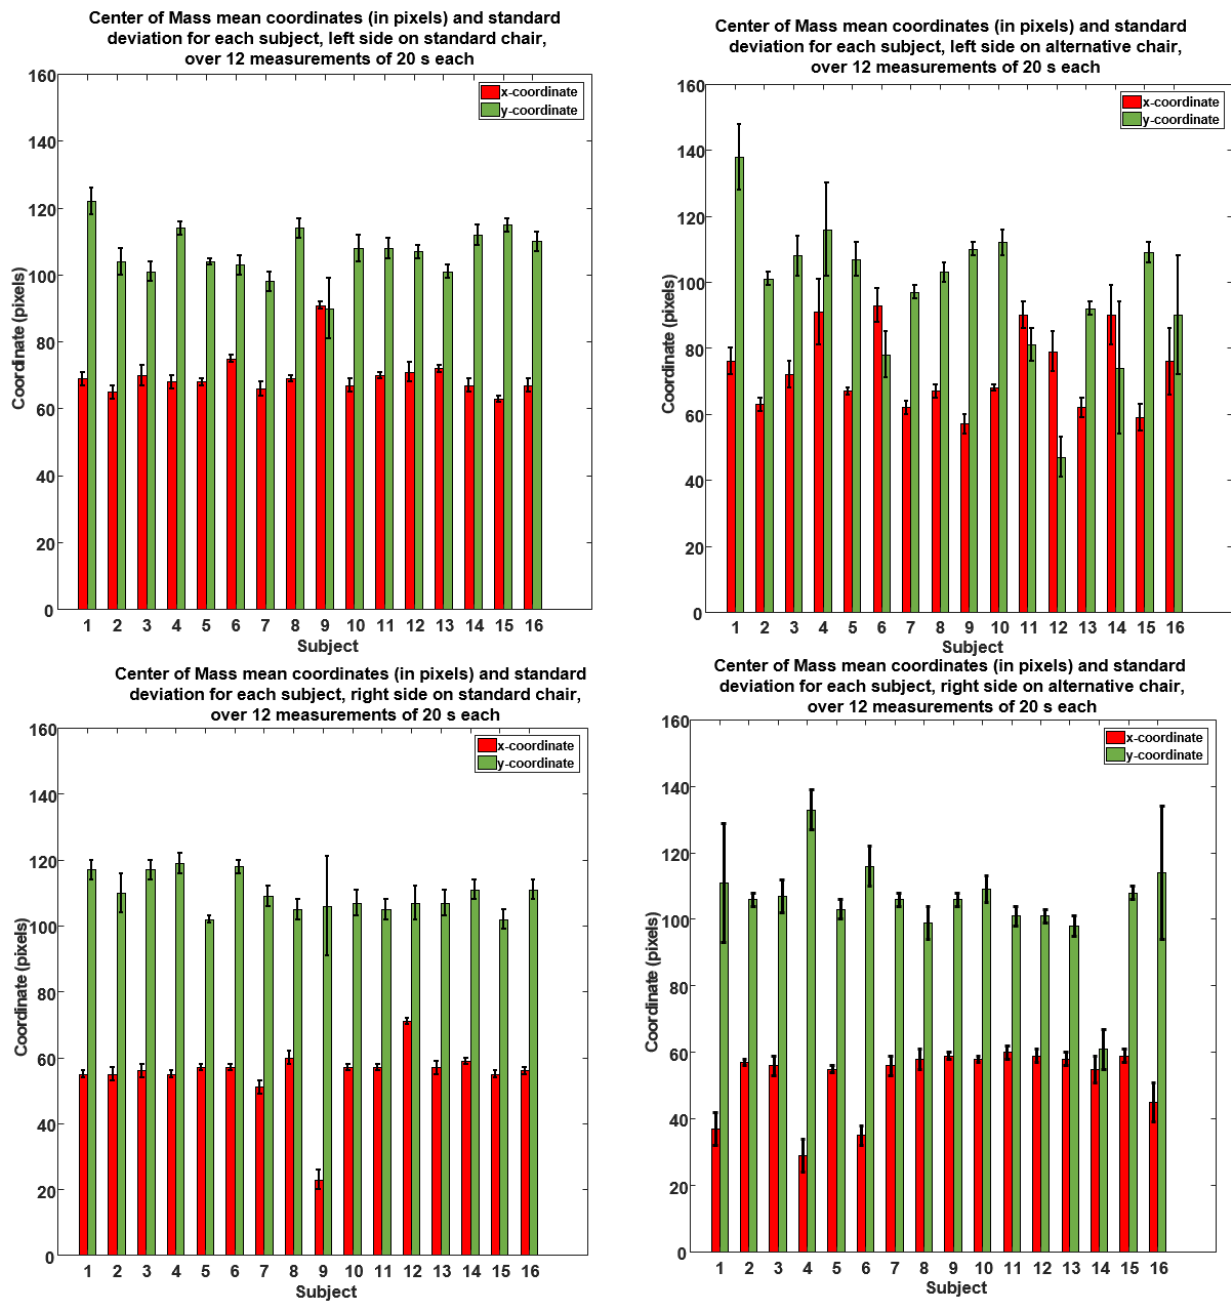 Center of Mass mean coordinates (in pixels) and standard
deviation for each subject, left side on standard chair,
over 12 measurements of 20 s each
160
140
120
100
80
60
40
20
0
Coordinate (pixels)
x-coordinate
y-coordinate
1 2 3 4 5 6 7 8 9 10 11 12 13 14 15 16
Subject
Center of Mass mean coordinates (in pixels) and standard
deviation for each subject, left side on alternative chair,
over 12 measurements of 20 s each
160
140
120
100
80
60
40
20
0
Coordinate (pixels)
x-coordinate
y-coordinate
1 2 3 4 5 6 7 8 9 10 11 12 13 14 15 16
Subject
Center of Mass mean coordinates (in pixels) and standard
deviation for each subject, right side on standard chair,
over 12 measurements of 20 s each
160
140
120
100
80
60
40
20
0
Coordinate (pixels)
x-coordinate
y-coordinate
1 2 3 4 5 6 7 8 9 10 11 12 13 14 15 16
Subject
Center of Mass mean coordinates (in pixels) and standard
deviation for each subject, right side on alternative chair,
over 12 measurements of 20 s each
160
140
120
100
80
60
40
20
0
Coordinate (pixels)
x-coordinate
y-coordinate
1 2 3 4 5 6 7 8 9 10 11 12 13 14 15 16
Subject